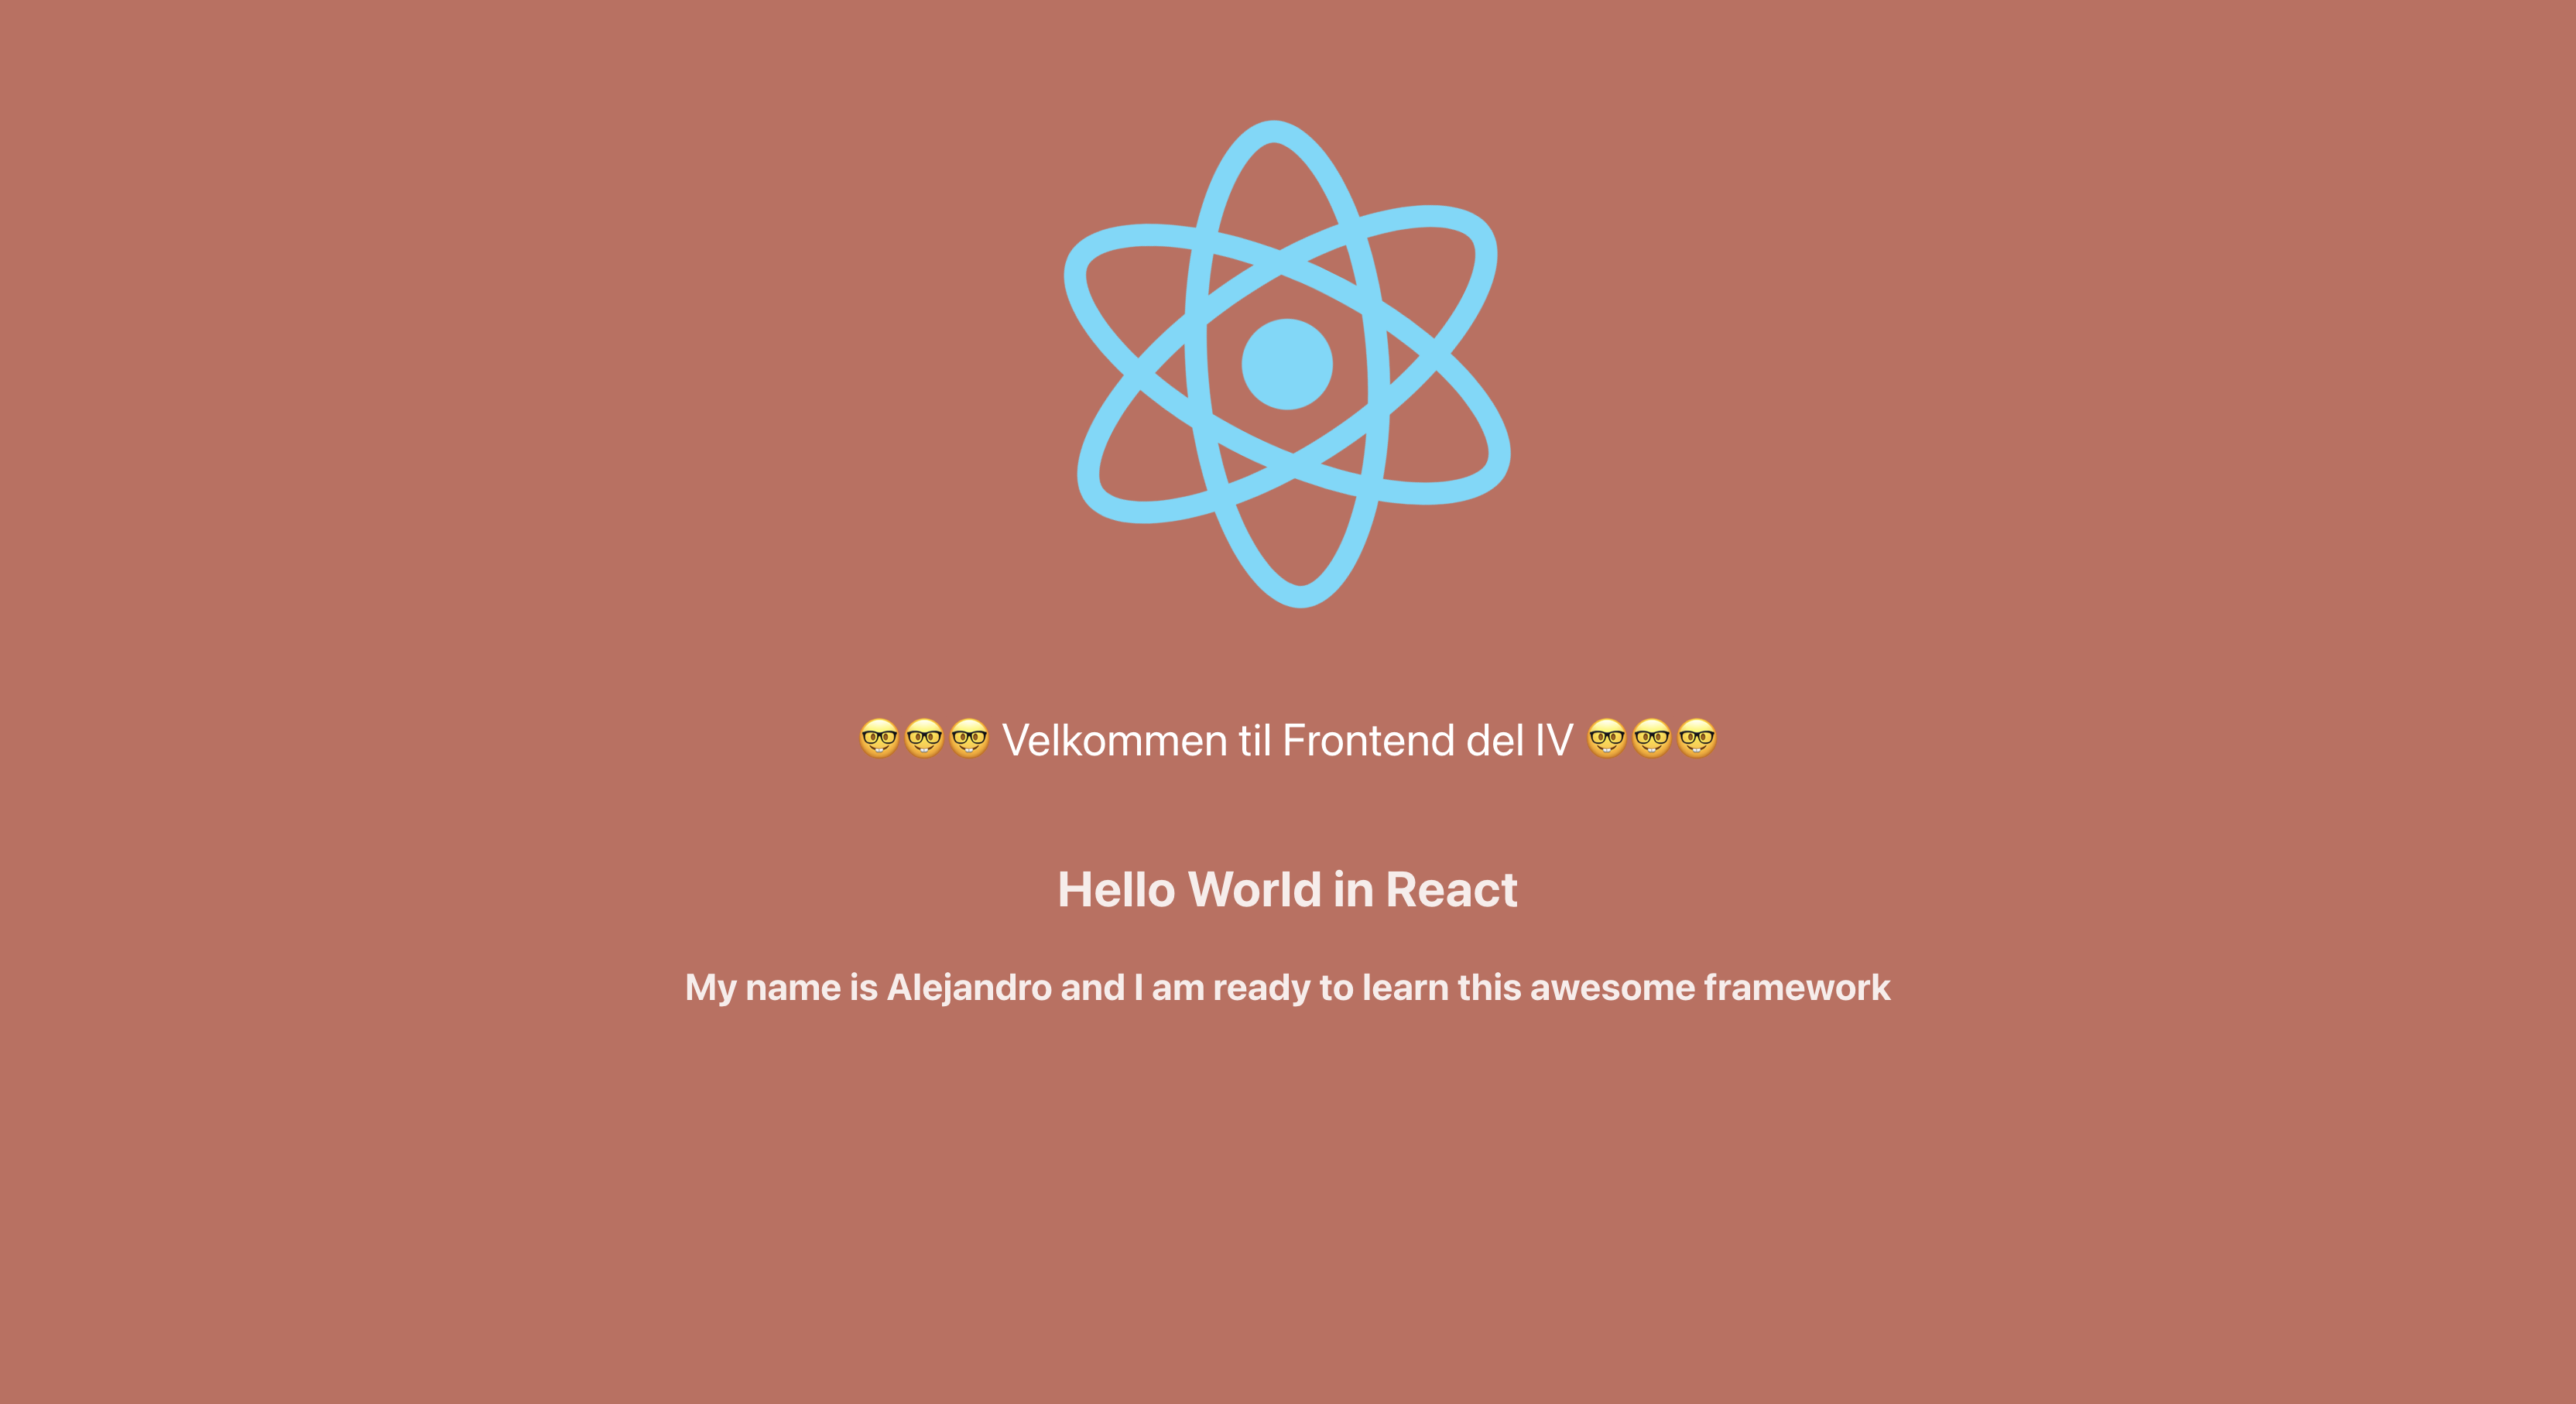 🤓🤓🤓 Velkommen til Frontend del IV 🤓🤓🤓
Hello World in React
My name is Alejandro and I am ready to learn this awesome framework